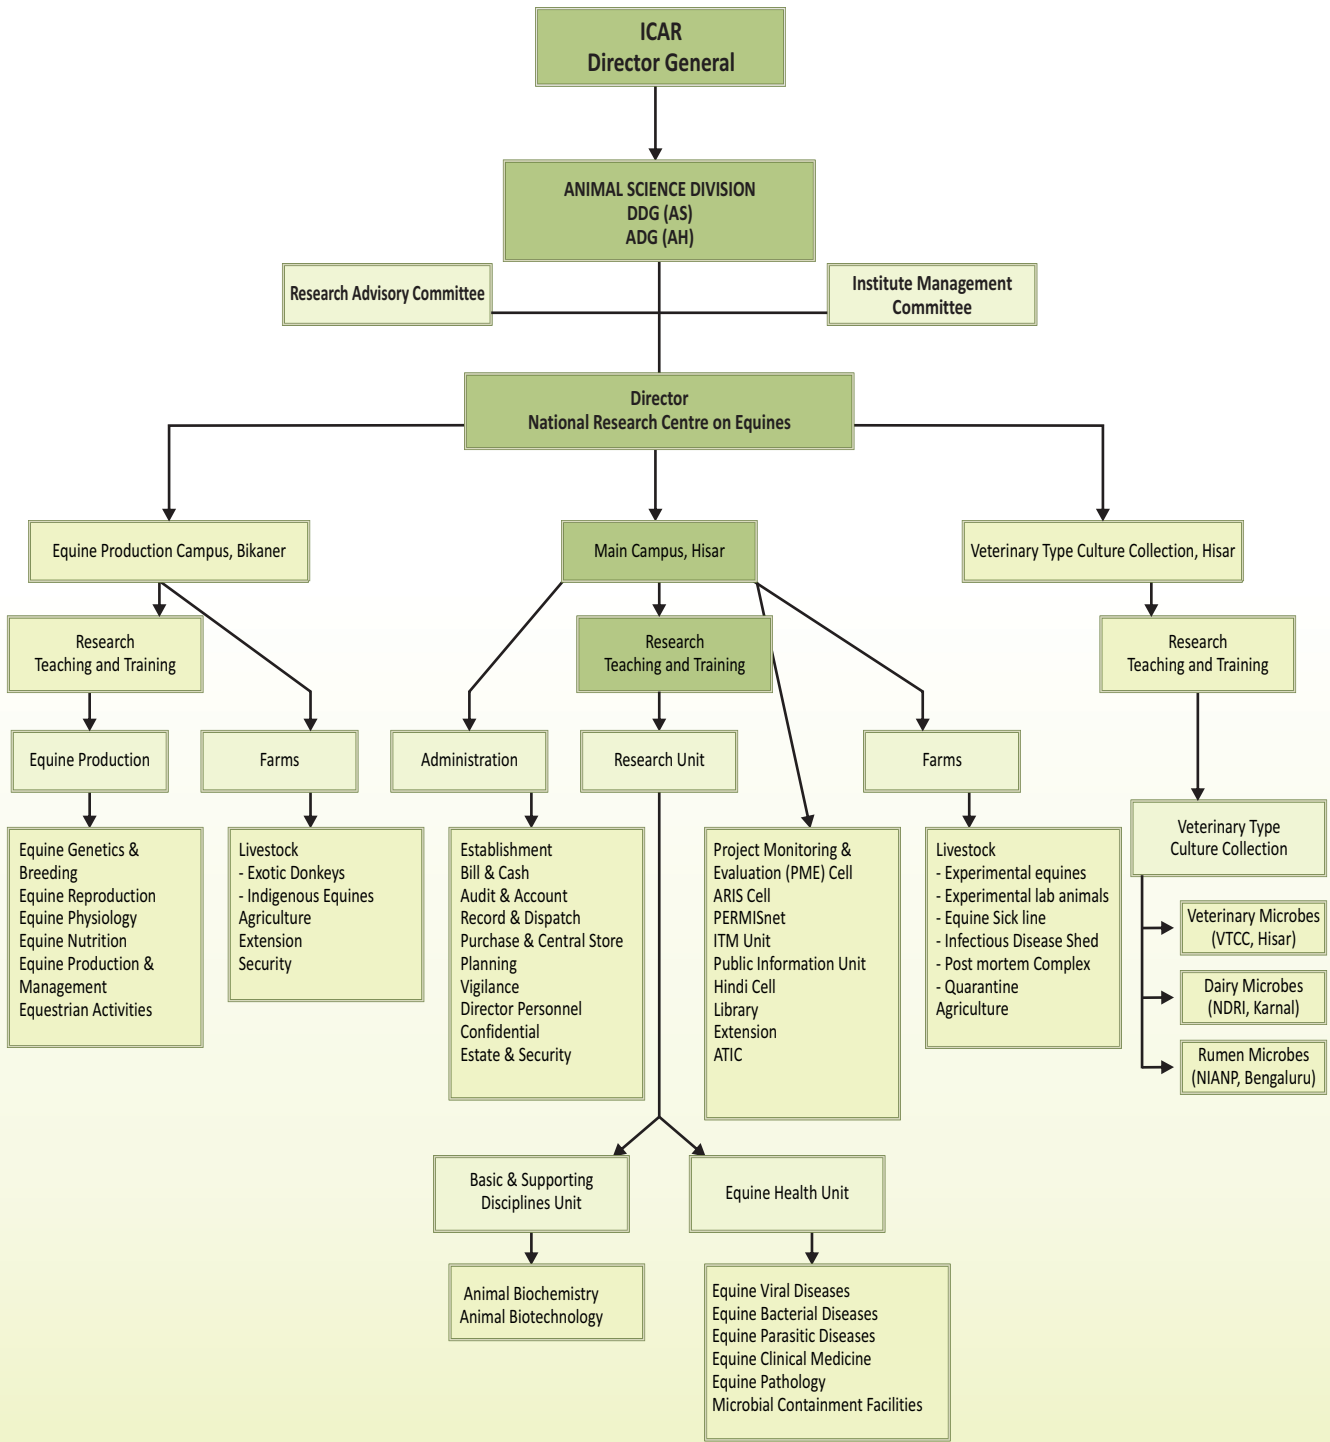 ICAR
Director General
ANIMAL SCIENCE DIVISION
DDG (AS)
ADG (AH)
Research Advisory Committee
Institute Management
Committee
Director
National Research Centre on Equines
Equine Production Campus, Bikaner
Main Campus, Hisar
Veterinary Type Culture Collection, Hisar
Research
Teaching and Training
Research
Teaching and Training
Research
Teaching and Training
Equine Production
Farms
Administration
Research Unit
Farms
Equine Genetics &
Breeding
Equine Reproduction
Equine Physiology
Equine Nutrition
Equine Production &
Management
Equestrian Activities
Livestock
- Exotic Donkeys
- Indigenous Equines
Agriculture
Extension
Security
Establishment
Bill & Cash
Audit & Account
Record & Dispatch
Purchase & Central Store
Planning
Vigilance
Director Personnel
Confidential
Estate & Security
Project Monitoring &
Evaluation (PME) Cell
ARIS Cell
PERMISnet
ITM Unit
Public Information Unit
Hindi Cell
Library
Extension
ATIC
Livestock
- Experimental equines
- Experimental lab animals
- Equine Sick line
- Infectious Disease Shed
- Post mortem Complex
- Quarantine
Agriculture
Veterinary Type
Culture Collection
Veterinary Microbes
(VTCC, Hisar)
Dairy Microbes
(NDRI, Karnal)
Rumen Microbes
(NIANP, Bengaluru)
Basic & Supporting
Disciplines Unit
Equine Health Unit
Animal Biochemistry
Animal Biotechnology
Equine Viral Diseases
Equine Bacterial Diseases
Equine Parasitic Diseases
Equine Clinical Medicine
Equine Pathology
Microbial Containment Facilities